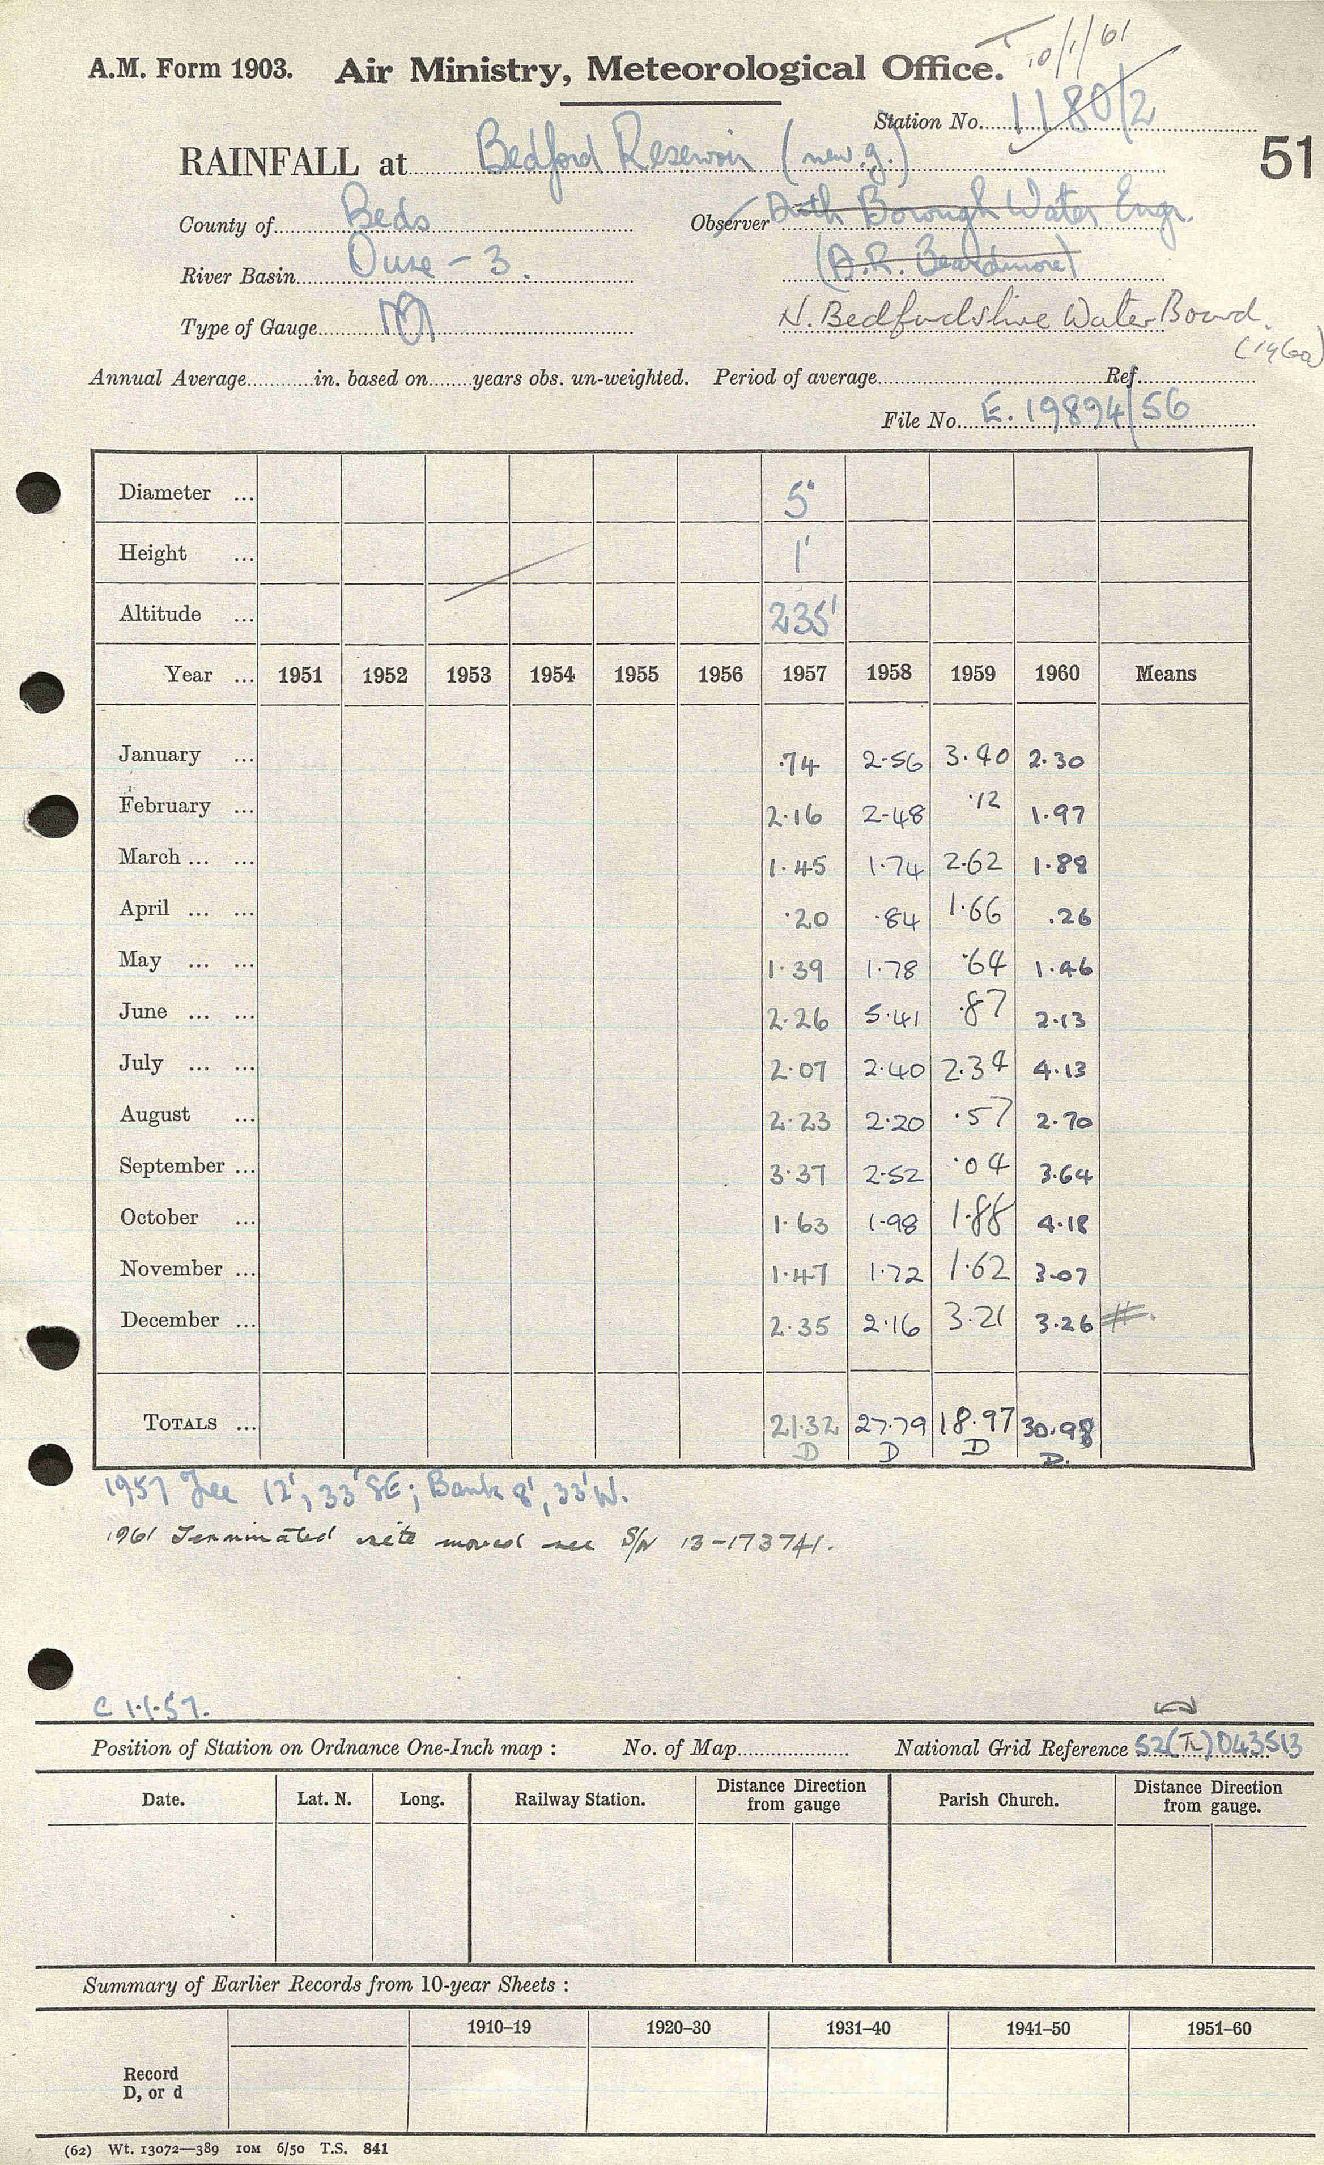 10/1/61
A.M. Form 1903. Air Ministry, Meteorological Office.
Station No. 1180/2
51
RAINFALL at Bedford Reservoir (new.g.)
County of Beds Observer Auth Borough Water Engr.
River Basin Ouse - 3. (A.R. Beardmore)
Type of Gauge M N. Bedfordshire Water Board.
(1960)
Annual Average in. based on years obs. un-weighted. Period of average Ref.
File No. E. 19894/56
Diameter ... 5"
Height ... 1'
Altitude ... 235'
Year ... 1951 1952 1953 1954 1955 1956 1957 1958 1959 1960 Means
January ... ·74 2·56 3.40 2.30
February ... 2·16 2·48 ·12 1.97
March ... ... 1·45 1·74 2·62 1·88
April ... ... ·20 ·84 1·66 .26
May ... ... 1·39 1·78 ·64 1·46
June ... ... 2·26 5·41 ·87 2·13
July ... ... 2·07 2·40 2.34 4·13
August ... 2·23 2·20 ·57 2·70
September ... 3·37 2·52 ·04 3·64
October ... 1·63 1·98 1·88 4·18
November ... 1·47 1·72 1·62 3·07
December ... 2·35 2·16 3·21 3·26 #.
TOTALS ... 21·32 27·79 18·97 30.98
D D D D.
1957 Tree 12', 33' SE; Bank 8', 33' W.
1961 Terminated site moved see S/N 13-173741.
C 1·1·57.
Position of Station on Ordnance One-Inch map : No. of Map National Grid Reference 52(TL)043513
Date. Lat. N. Long. Railway Station. Distance from Direction gauge Parish Church. Distance from Direction gauge.
Summary of Earlier Records from 10-year Sheets :
1910–19 1920–30 1931–40 1941–50 1951–60
Record
D, or d
(62) Wt. 13072—389 10M 6/50 T.S. 841